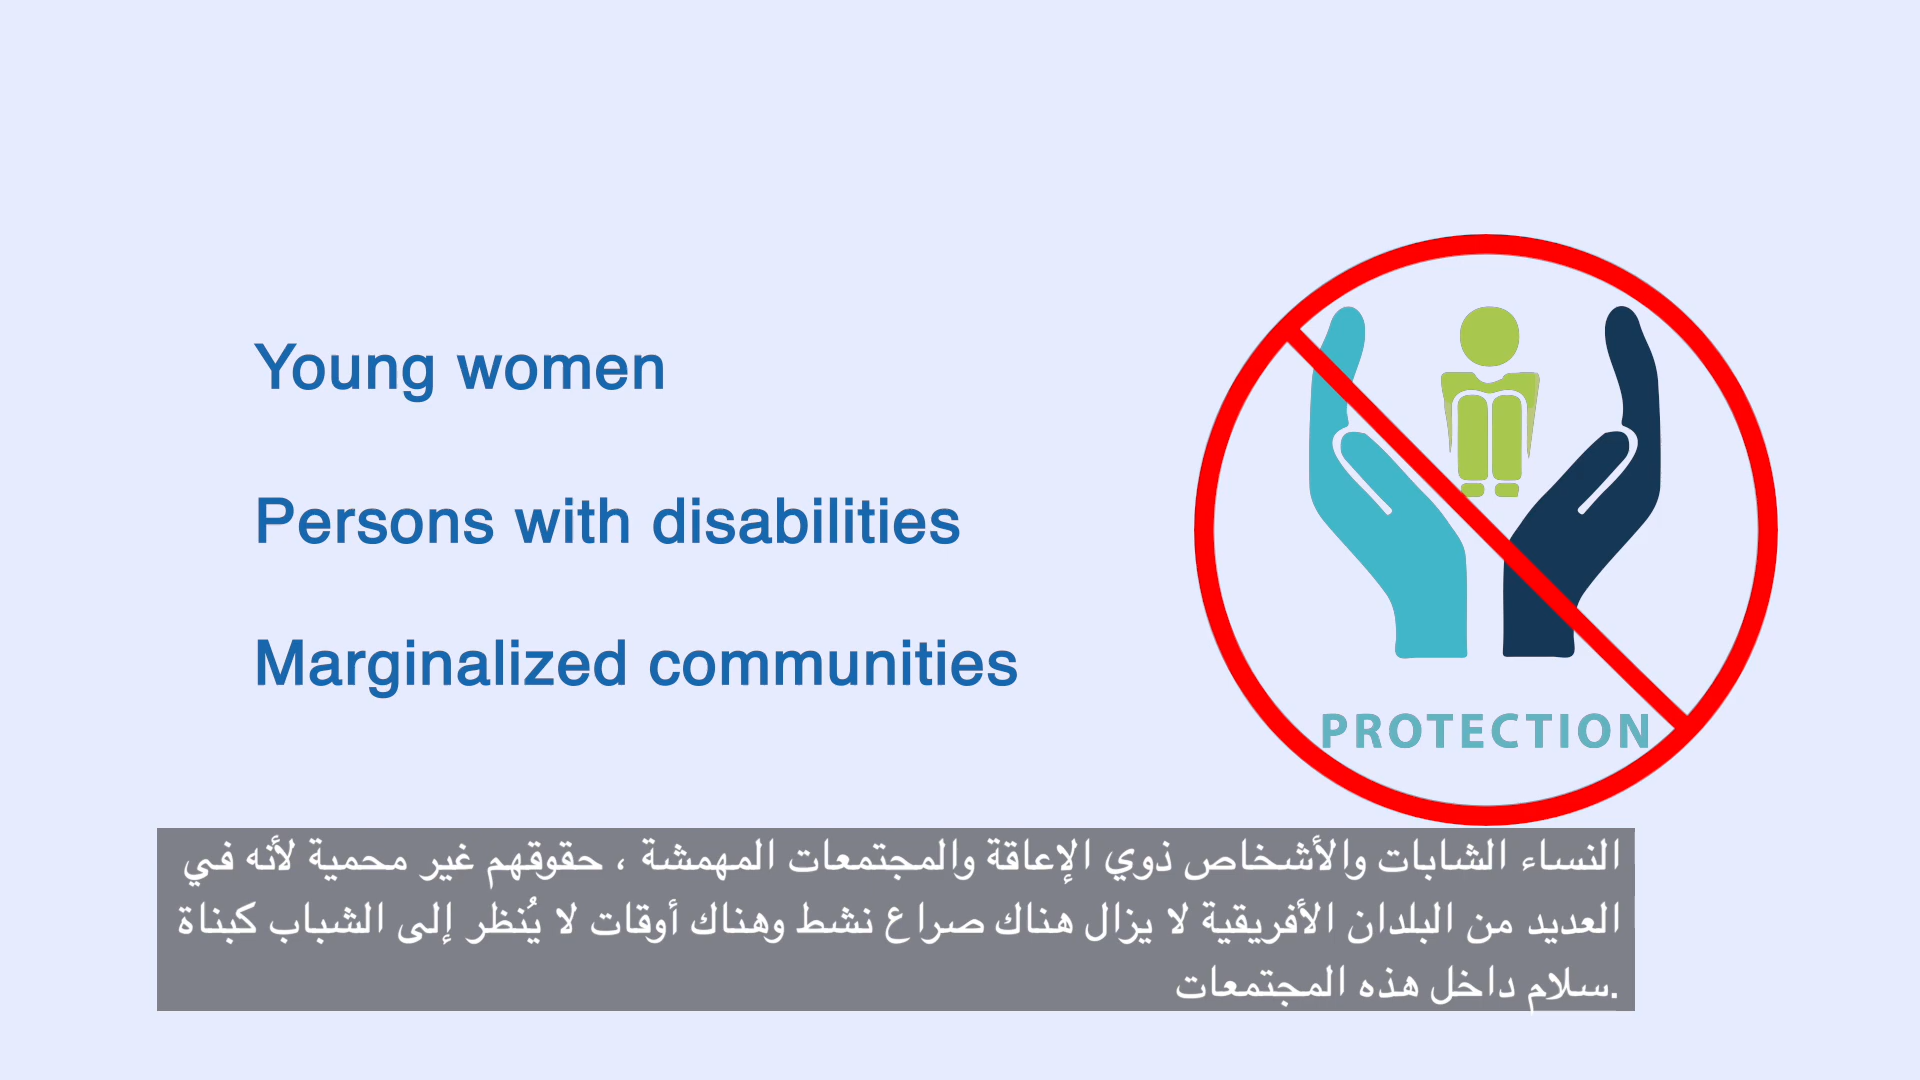 Young women
Persons with disabilities
Marginalized communities
PROTECTION
النساء الشابات والأشخاص ذوي الإعاقة والمجتمعات المهمشة ، حقوقهم غير محمية لأنه في
العديد من البلدان الأفريقية لا يزال هناك صراع نشط وهناك أوقات لا يُنظر إلى الشباب كبناة
.سلام داخل هذه المجتمعات